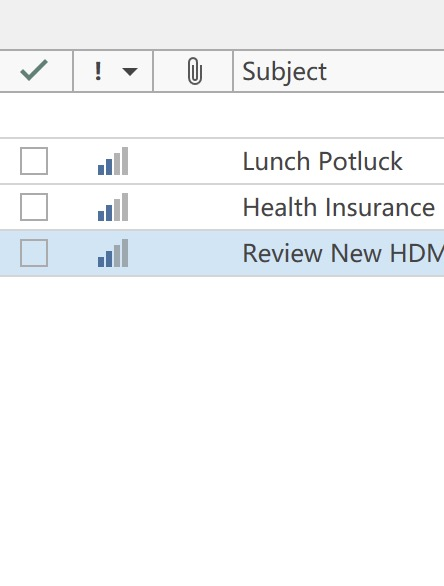 ! Subject
Lunch Potluck
Health Insurance
Review New HDM